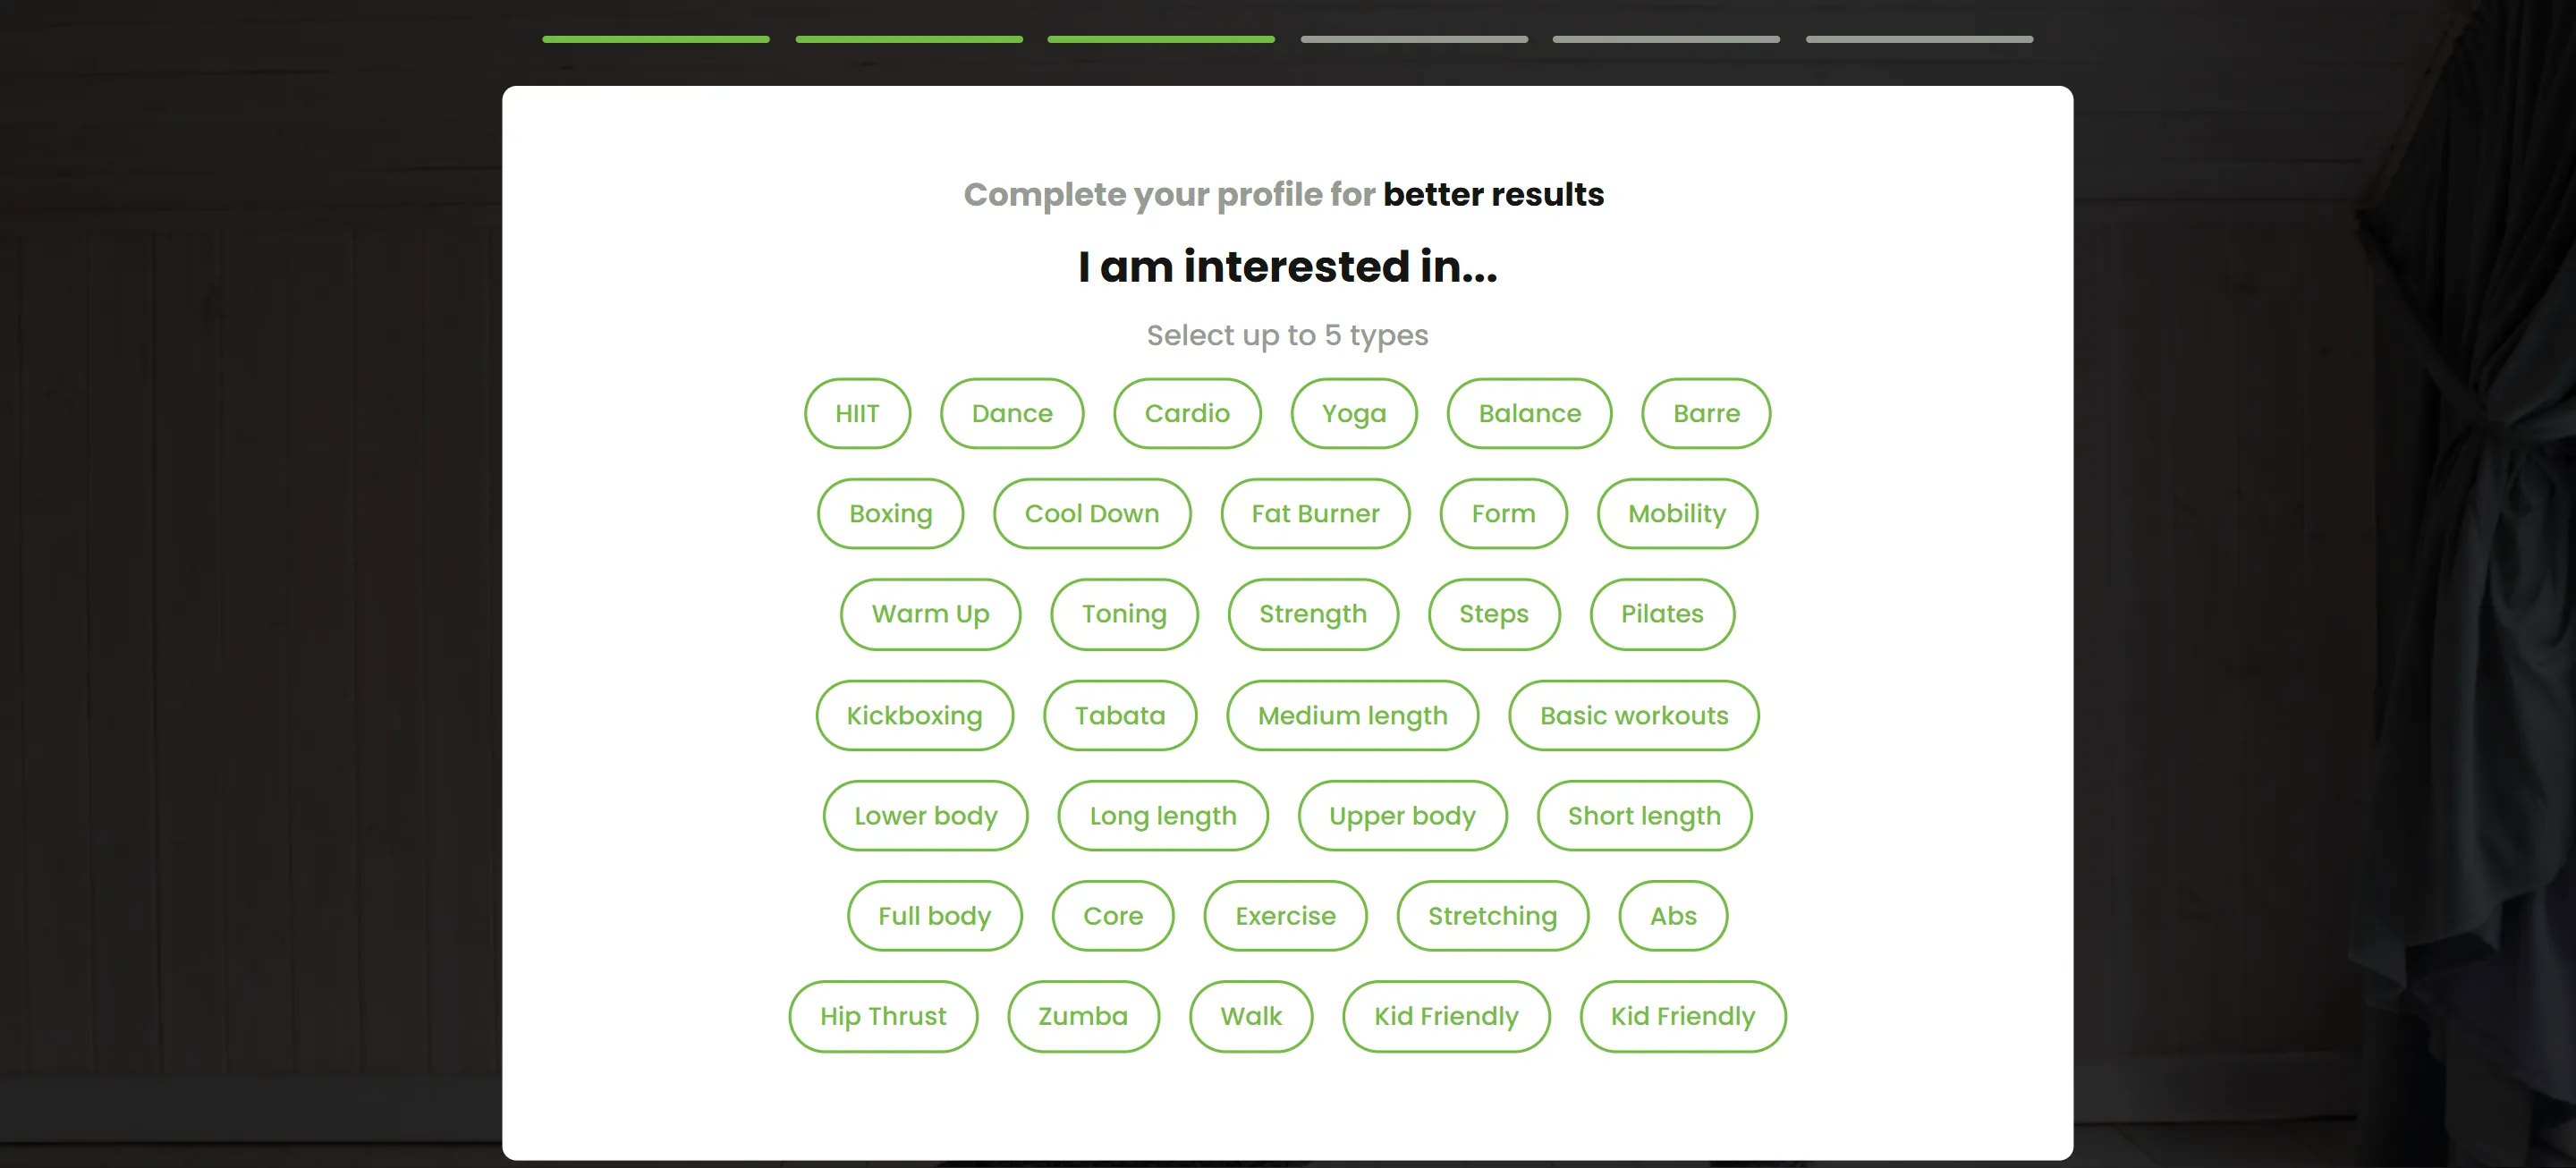 Complete your profile for better results
I am interested in...
Select up to 5 types
HIIT Dance Cardio Yoga Balance Barre
Boxing Cool Down Fat Burner Form Mobility
Warm Up Toning Strength Steps Pilates
Kickboxing Tabata Medium length Basic workouts
Lower body Long length Upper body Short length
Full body Core Exercise Stretching Abs
Hip Thrust Zumba Walk Kid Friendly Kid Friendly